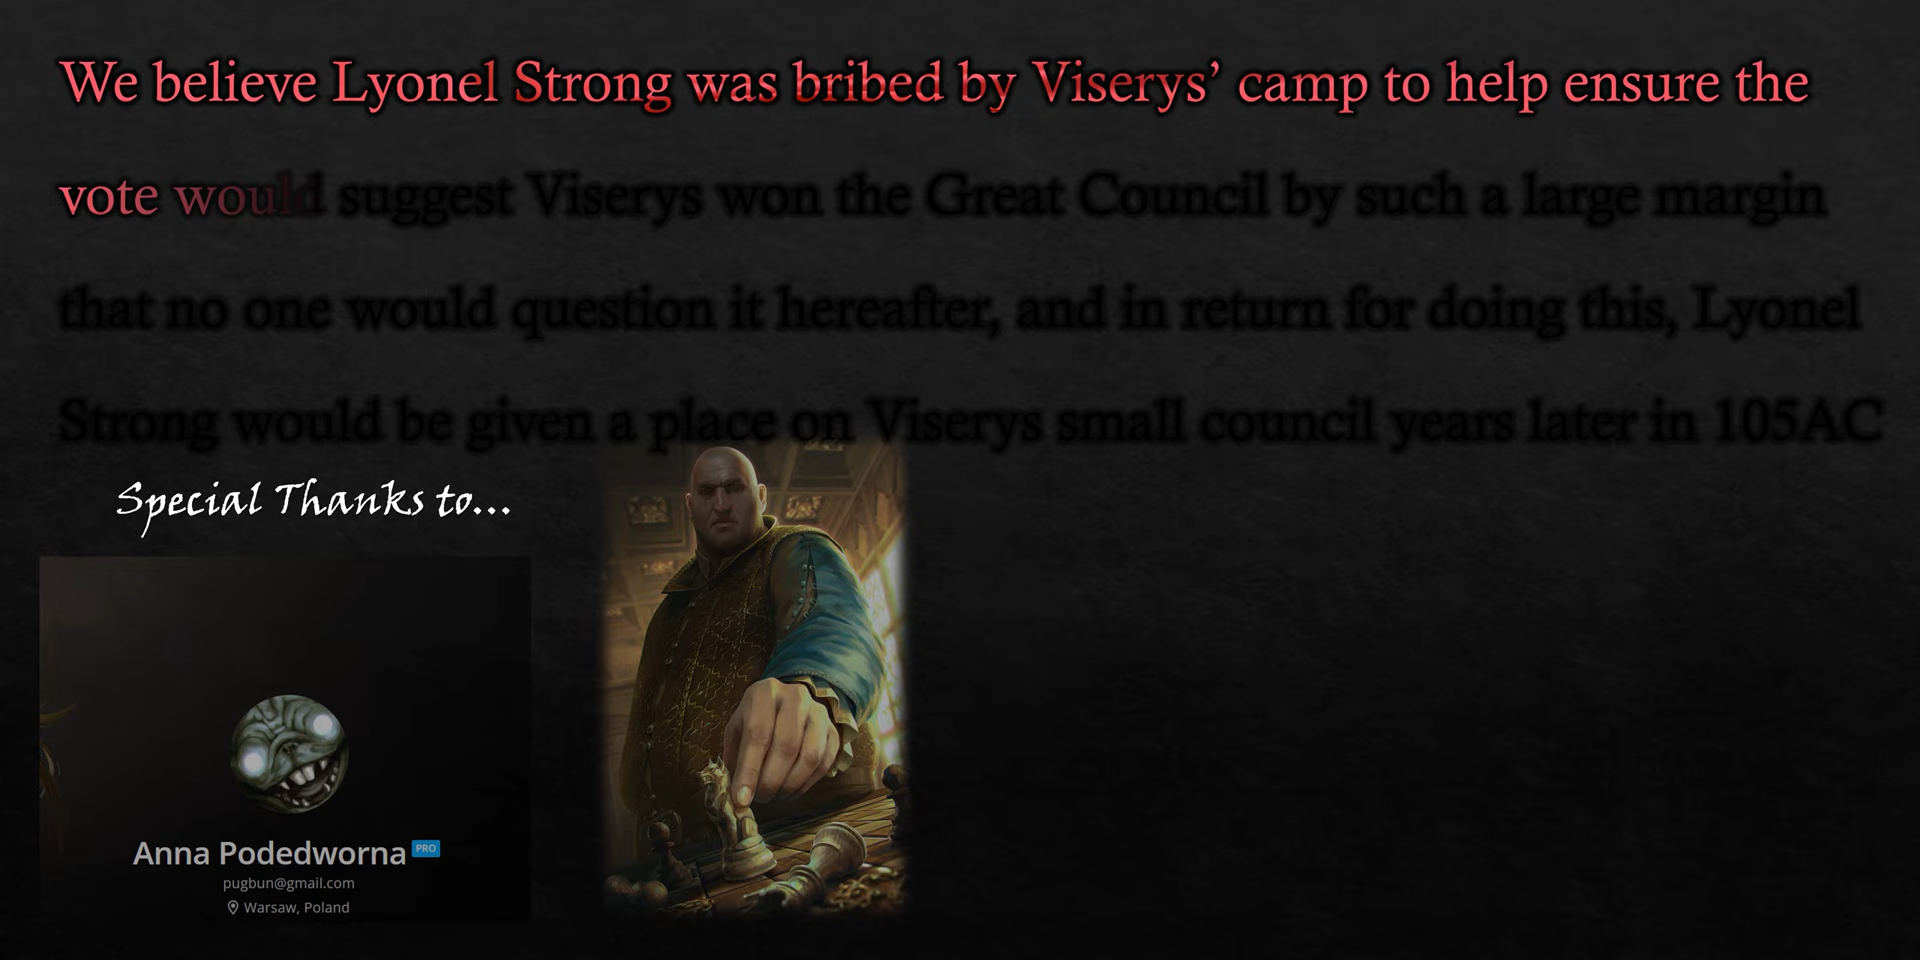 We believe Lyonel Strong was bribed by Viserys’ camp to help ensure the
vote would suggest Viserys won the Great Council by such a large margin
that no one would question it hereafter, and in return for doing this, Lyonel
Strong would be given a place on Viserys small council years later in 105AC
Special Thanks to...
Anna Podedworna PRO
pugbun@gmail.com
Warsaw, Poland